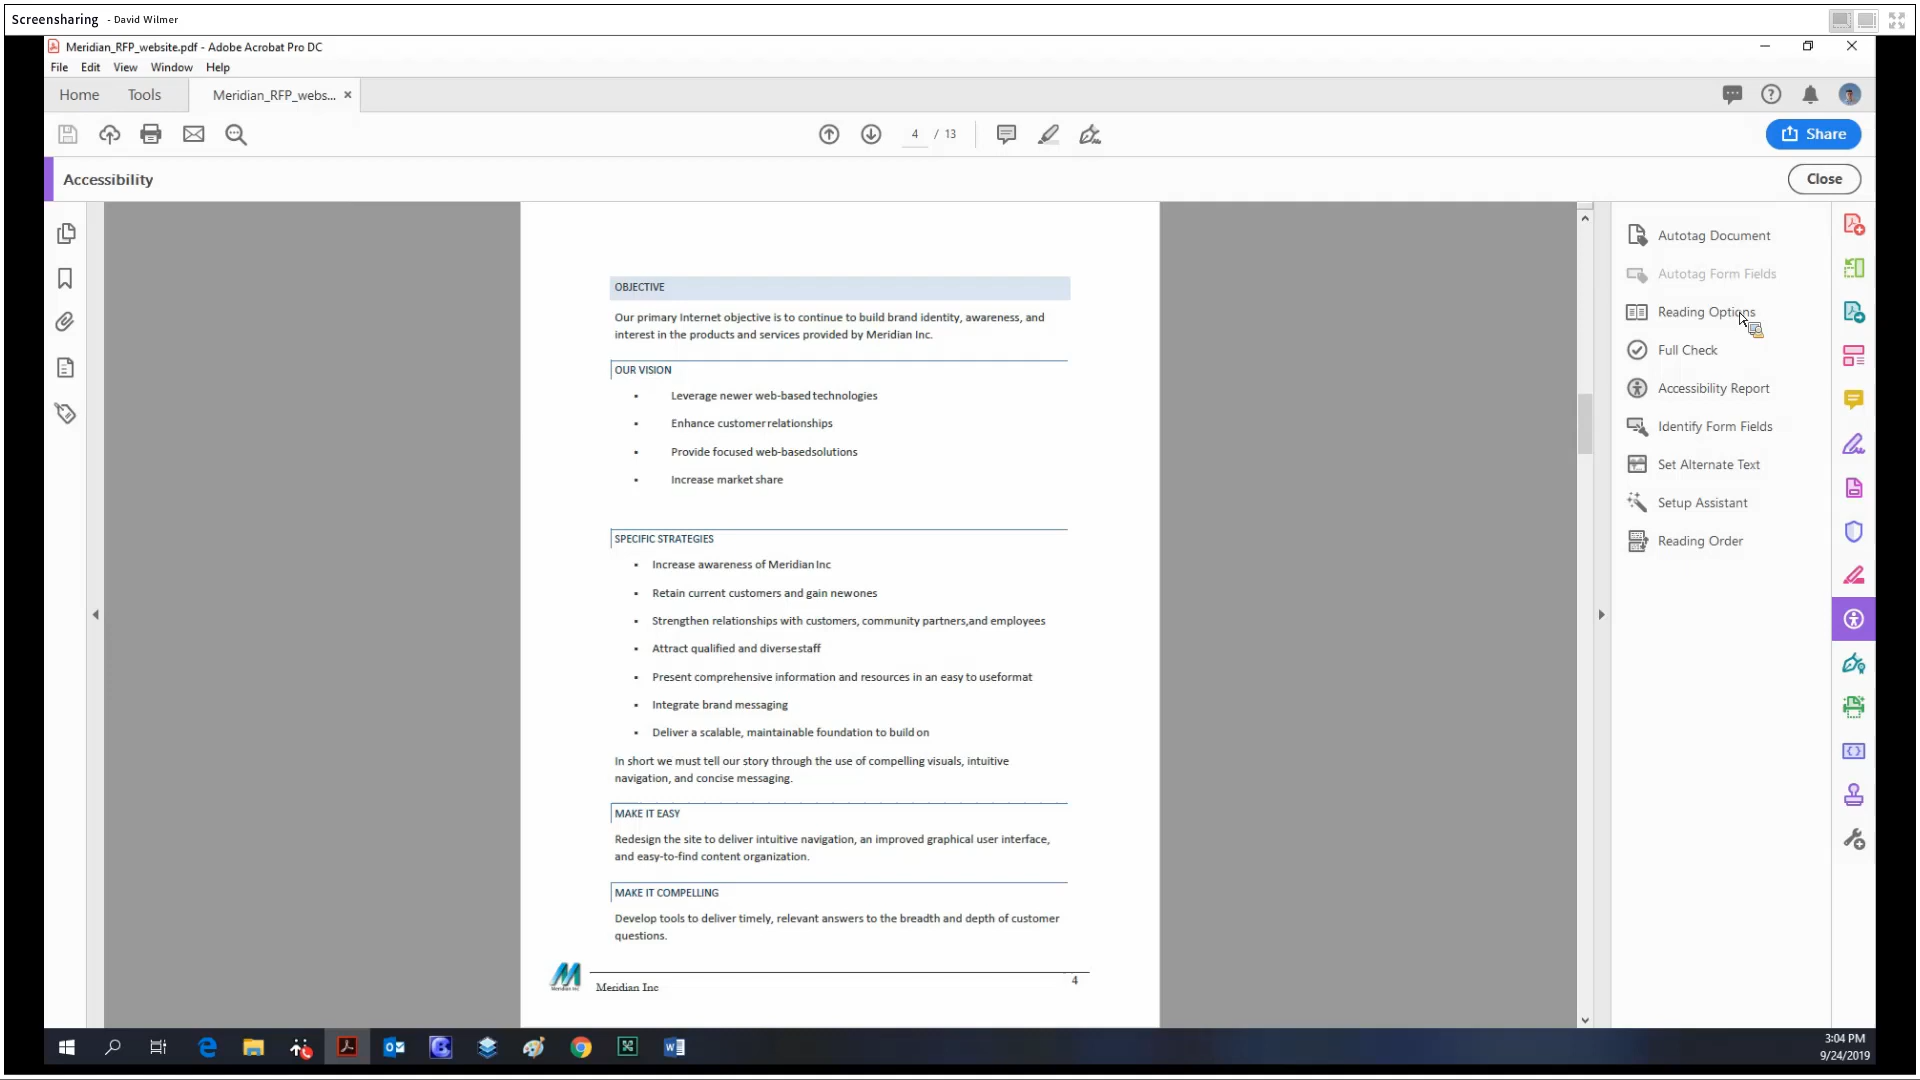 Screensharing - David Wilmer
Meridian_RFP_website.pdf - Adobe Acrobat Pro DC
File Edit View Window Help
Home Tools Meridian_RFP_webs... ×
4 / 13
Share
Accessibility
Close
OBJECTIVE
Our primary Internet objective is to continue to build brand identity, awareness, and
interest in the products and services provided by Meridian Inc.
OUR VISION
▪ Leverage newer web-based technologies
▪ Enhance customer relationships
▪ Provide focused web-basedsolutions
▪ Increase market share
SPECIFIC STRATEGIES
▪ Increase awareness of Meridian Inc
▪ Retain current customers and gain newones
▪ Strengthen relationships with customers, community partners,and employees
▪ Attract qualified and diversestaff
▪ Present comprehensive information and resources in an easy to useformat
▪ Integrate brand messaging
▪ Deliver a scalable, maintainable foundation to build on
In short we must tell our story through the use of compelling visuals, intuitive
navigation, and concise messaging.
MAKE IT EASY
Redesign the site to deliver intuitive navigation, an improved graphical user interface,
and easy-to-find content organization.
MAKE IT COMPELLING
Develop tools to deliver timely, relevant answers to the breadth and depth of customer
questions.
4
Meridian Inc
Meridian Inc
Autotag Document
Autotag Form Fields
Reading Options
Full Check
Accessibility Report
Identify Form Fields
Set Alternate Text
Setup Assistant
Reading Order
3:04 PM
9/24/2019